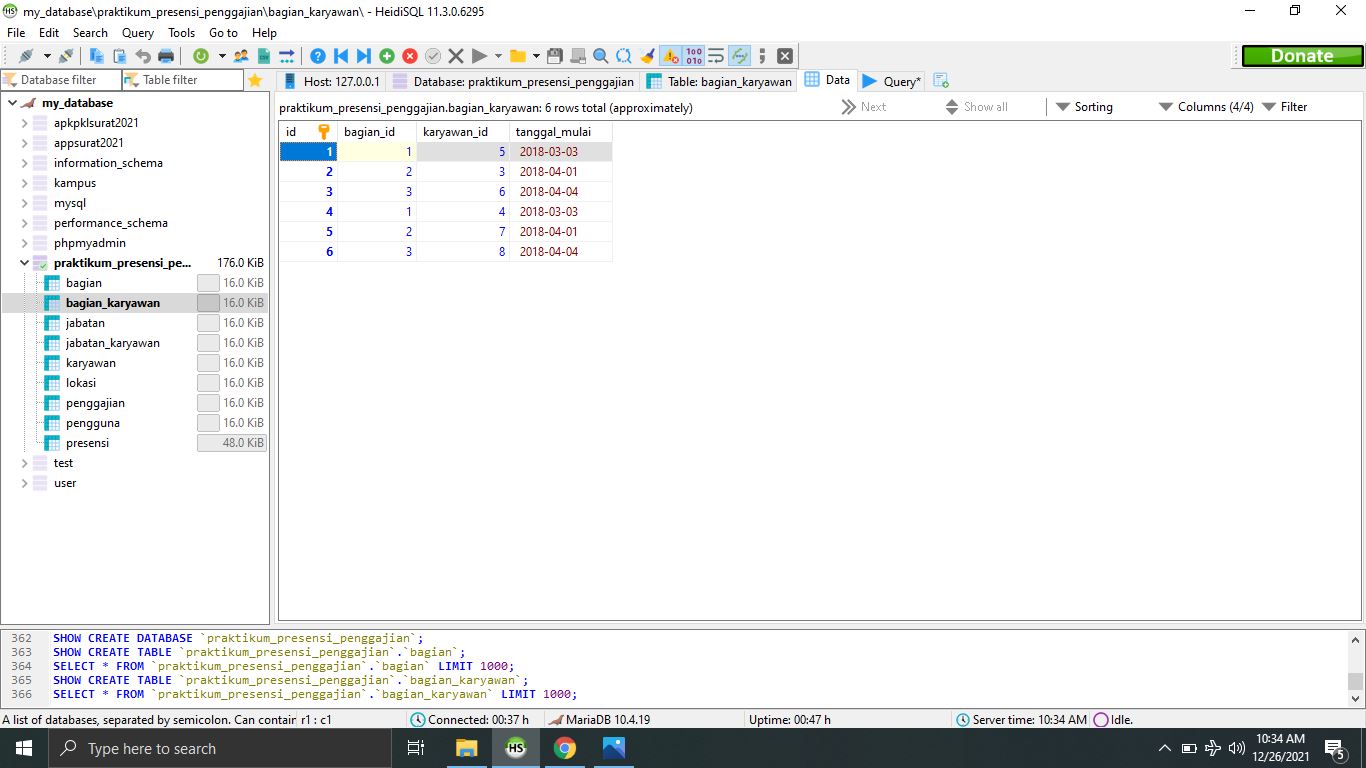 my_database\praktikum_presensi_penggajian\bagian_karyawan\ - HeidiSQL 11.3.0.6295
File Edit Search Query Tools Go to Help
Donate
Database filter Table filter
Host: 127.0.0.1 Database: praktikum_presensi_penggajian Table: bagian_karyawan Data Query*
praktikum_presensi_penggajian.bagian_karyawan: 6 rows total (approximately) Next Show all Sorting Columns (4/4) Filter
my_database
apkpklsurat2021
appsurat2021
information_schema
kampus
mysql
performance_schema
phpmyadmin
praktikum_presensi_pe... 176.0 KiB
bagian 16.0 KiB
bagian_karyawan 16.0 KiB
jabatan 16.0 KiB
jabatan_karyawan 16.0 KiB
karyawan 16.0 KiB
lokasi 16.0 KiB
penggajian 16.0 KiB
pengguna 16.0 KiB
presensi 48.0 KiB
test
user
id bagian_id karyawan_id tanggal_mulai
1 1 5 2018-03-03
2 2 3 2018-04-01
3 3 6 2018-04-04
4 1 4 2018-03-03
5 2 7 2018-04-01
6 3 8 2018-04-04
362 SHOW CREATE DATABASE `praktikum_presensi_penggajian`;
363 SHOW CREATE TABLE `praktikum_presensi_penggajian`.`bagian`;
364 SELECT * FROM `praktikum_presensi_penggajian`.`bagian` LIMIT 1000;
365 SHOW CREATE TABLE `praktikum_presensi_penggajian`.`bagian_karyawan`;
366 SELECT * FROM `praktikum_presensi_penggajian`.`bagian_karyawan` LIMIT 1000;
A list of databases, separated by semicolon. Can contain r1 : c1 Connected: 00:37 h MariaDB 10.4.19 Uptime: 00:47 h Server time: 10:34 AM Idle.
Type here to search
HS
10:34 AM
12/26/2021
5